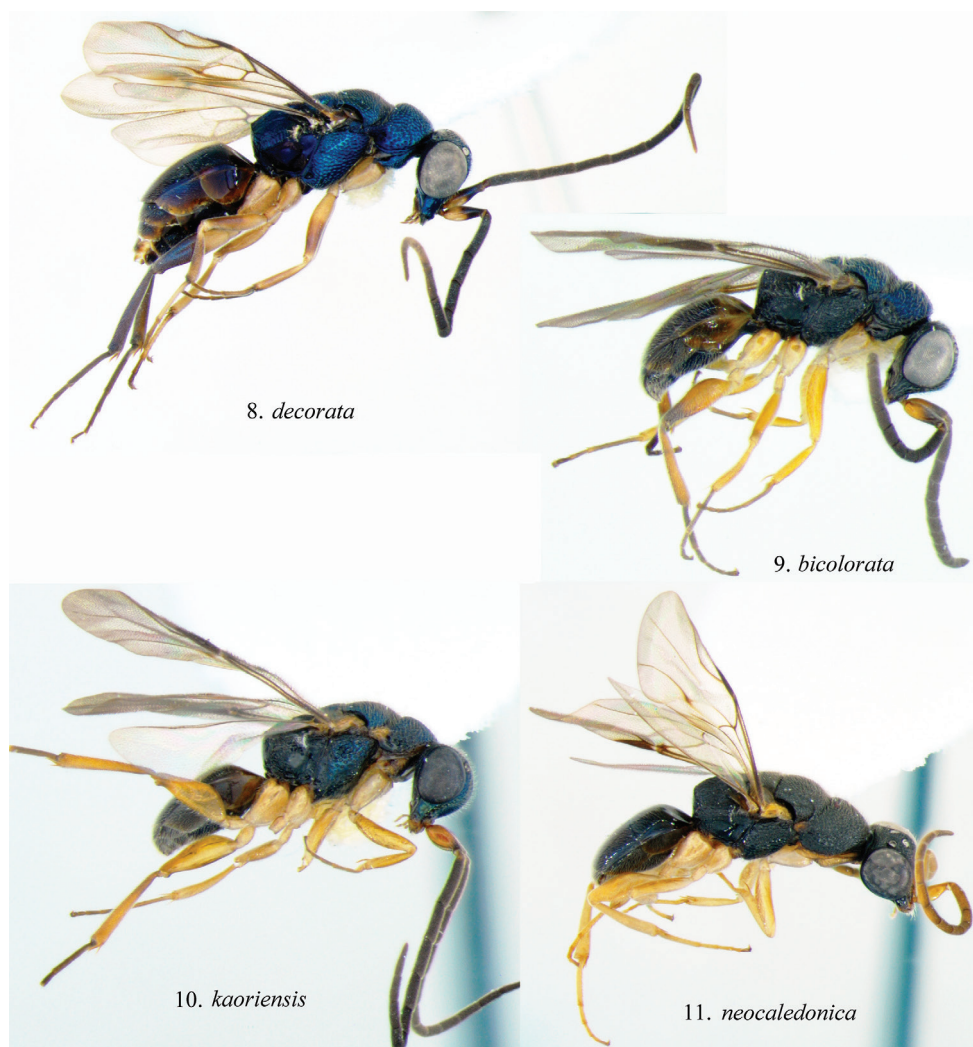 8. decorata
9. bicolorata
10. kaoriensis
11. neocaledonica